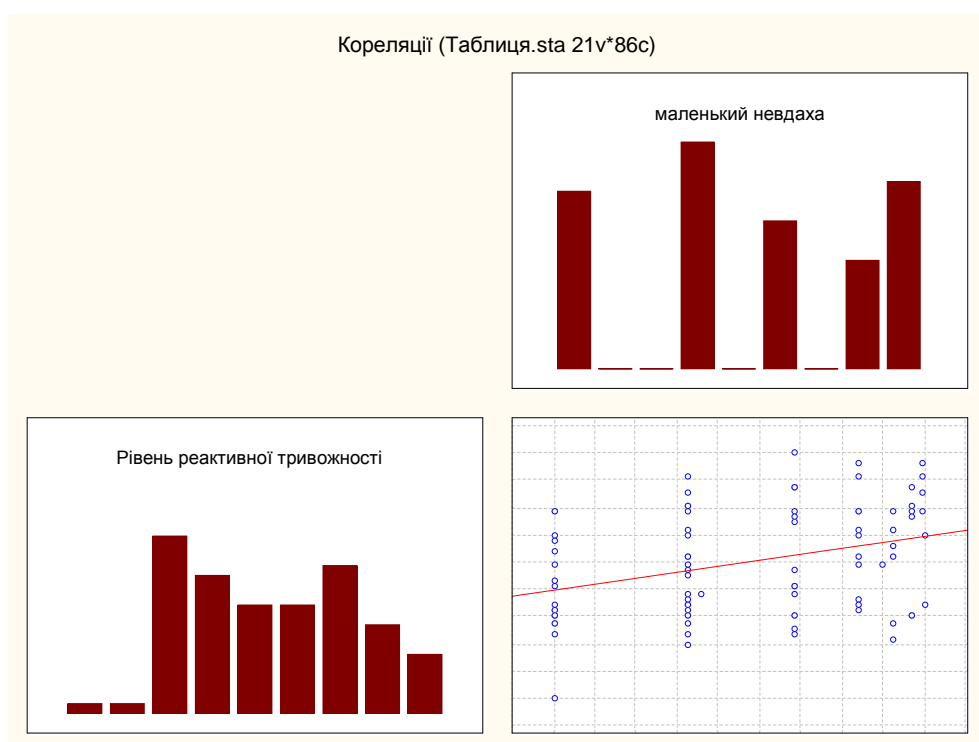 Кореляції (Таблиця.sta 21v*86c)
маленький невдаха
Рівень реактивної тривожності